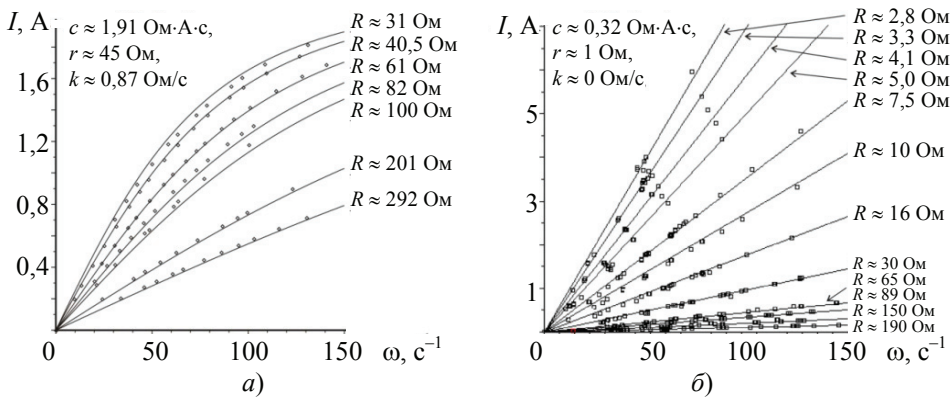 I, А
c ≈ 1,91 Ом·А·с,
r ≈ 45 Ом,
k ≈ 0,87 Ом/с
R ≈ 31 Ом
R ≈ 40,5 Ом
R ≈ 61 Ом
R ≈ 82 Ом
R ≈ 100 Ом
R ≈ 201 Ом
R ≈ 292 Ом
1,6
1,2
0,8
0,4
0
50
100
150
ω, с⁻¹
а)
I, А
c ≈ 0,32 Ом·А·с,
r ≈ 1 Ом,
k ≈ 0 Ом/с
R ≈ 2,8 Ом
R ≈ 3,3 Ом
R ≈ 4,1 Ом
R ≈ 5,0 Ом
R ≈ 7,5 Ом
R ≈ 10 Ом
R ≈ 16 Ом
R ≈ 30 Ом
R ≈ 65 Ом
R ≈ 89 Ом
R ≈ 150 Ом
R ≈ 190 Ом
5
3
1
0
50
100
150
ω, с⁻¹
б)